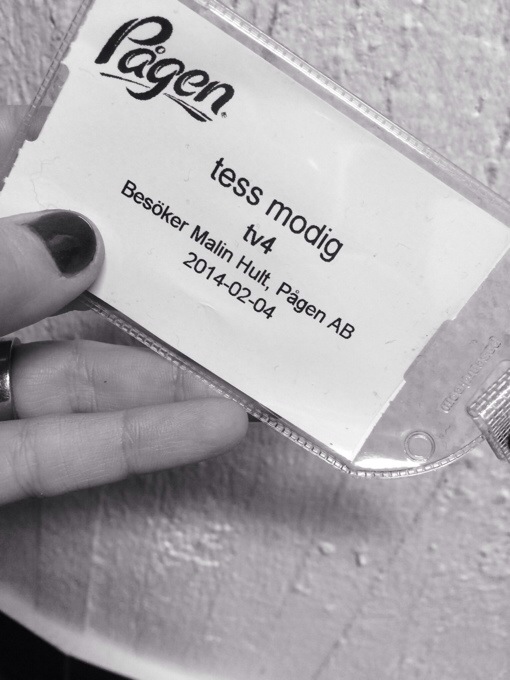 Pågen
tess modig
tv4
Besöker Malin Hult, Pågen AB
2014-02-04